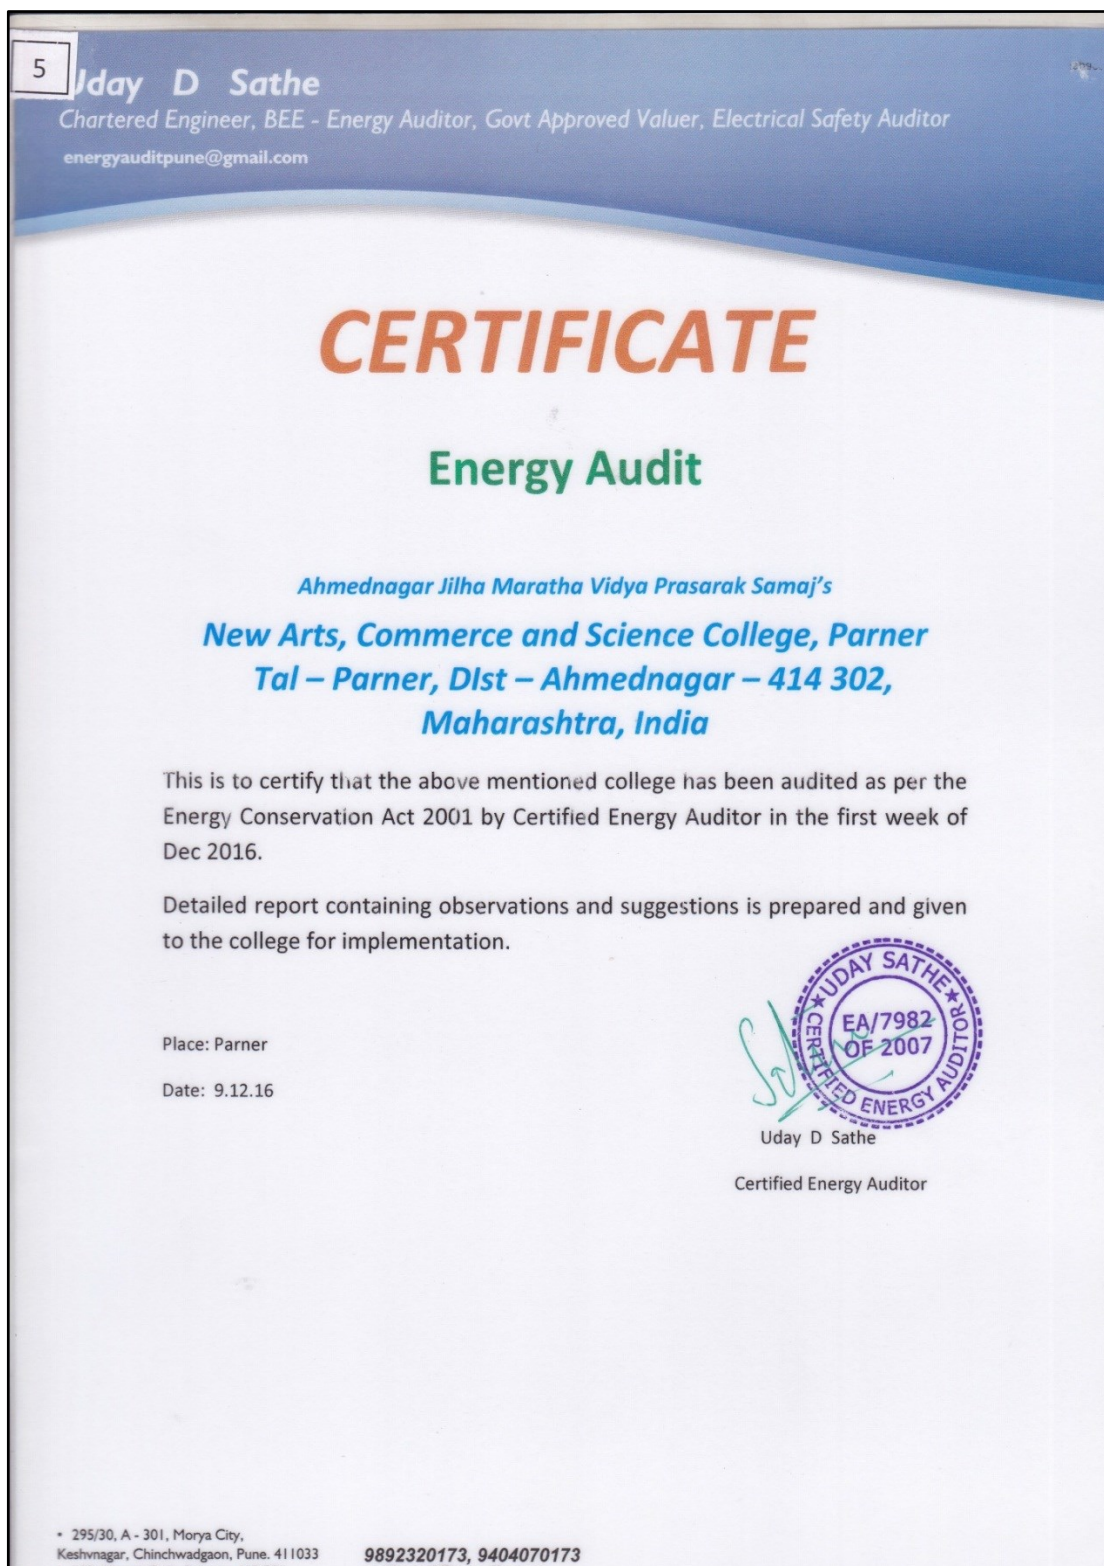 5
Uday D Sathe
Chartered Engineer, BEE - Energy Auditor, Govt Approved Valuer, Electrical Safety Auditor
energyauditpune@gmail.com
CERTIFICATE
Energy Audit
Ahmednagar Jilha Maratha Vidya Prasarak Samaj’s
New Arts, Commerce and Science College, Parner
Tal – Parner, DIst – Ahmednagar – 414 302,
Maharashtra, India
This is to certify that the above mentioned college has been audited as per the
Energy Conservation Act 2001 by Certified Energy Auditor in the first week of
Dec 2016.
Detailed report containing observations and suggestions is prepared and given
to the college for implementation.
★ UDAY SATHE ★
EA/7982
OF 2007
CERTIFIED ENERGY AUDITOR
Place: Parner
Date: 9.12.16
Uday D Sathe
Certified Energy Auditor
• 295/30, A - 301, Morya City,
Keshvnagar, Chinchwadgaon, Pune. 411033
9892320173, 9404070173